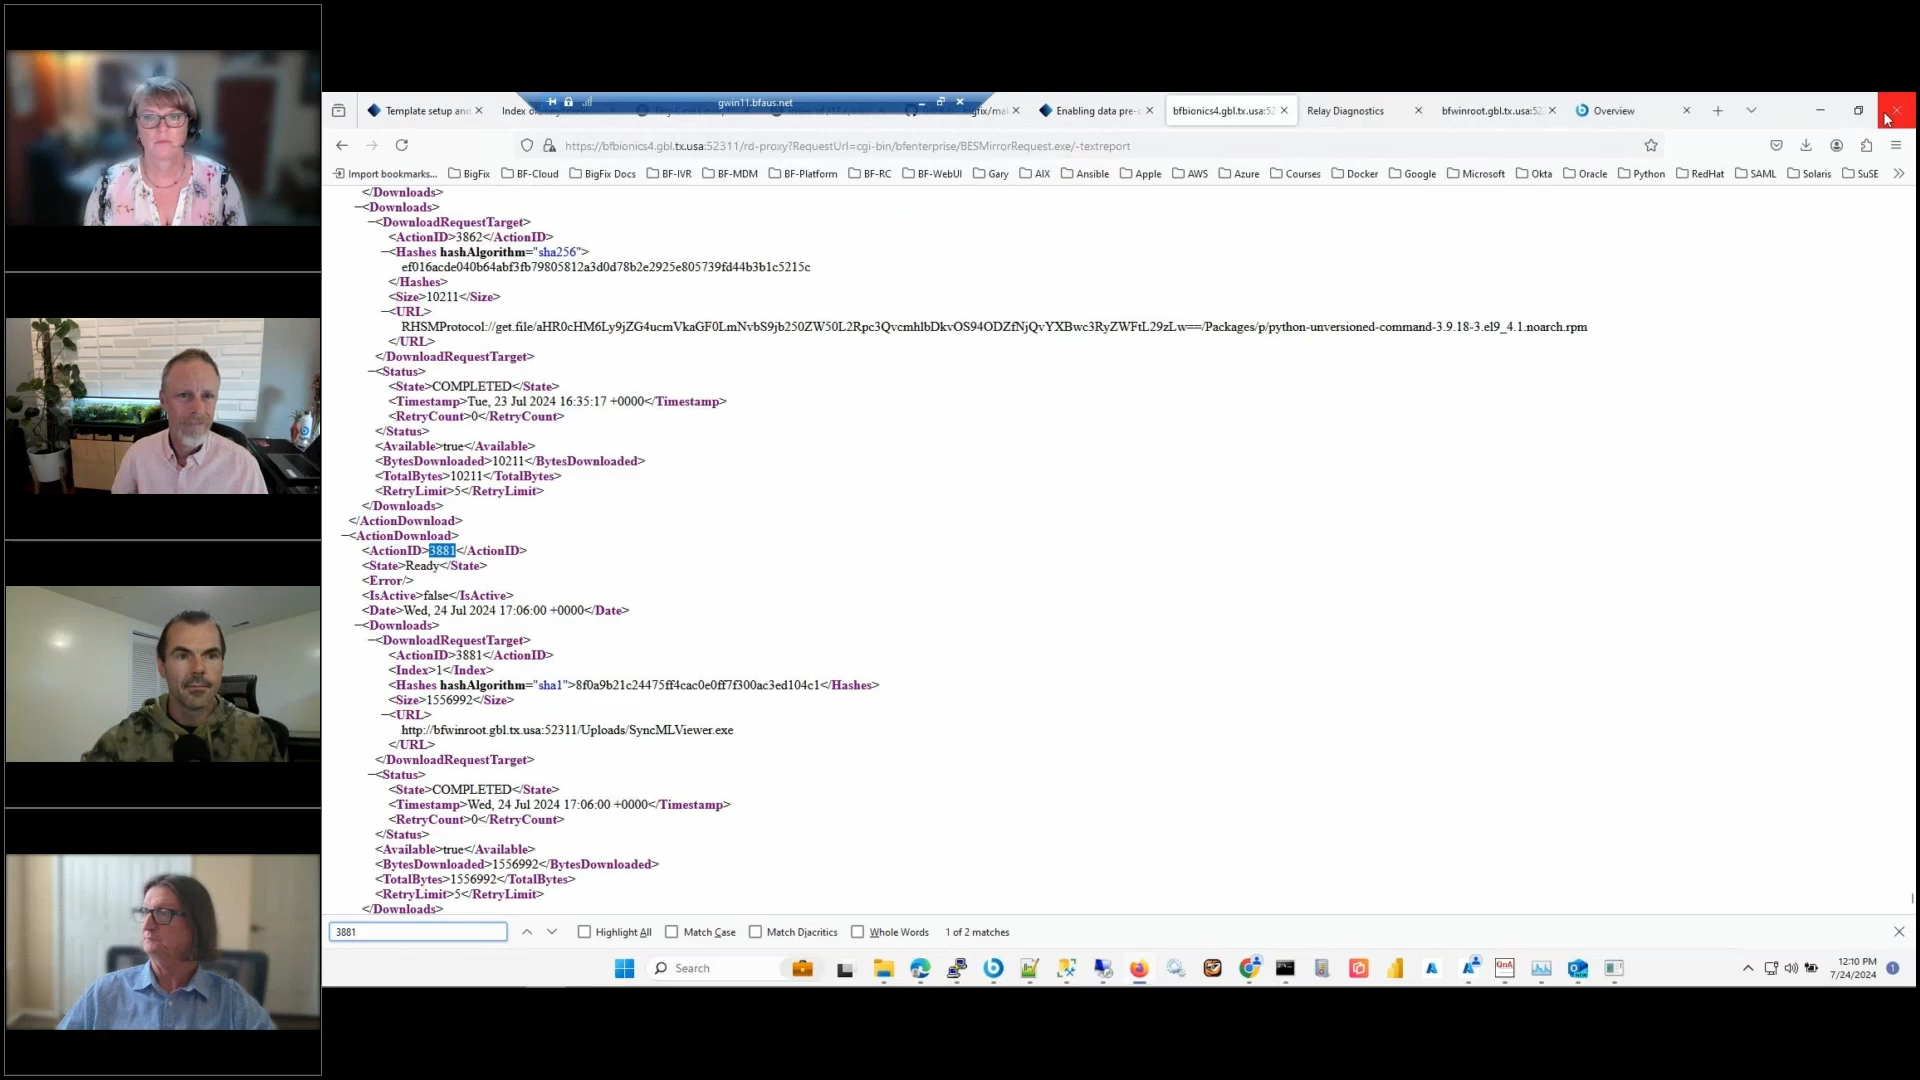 gwin11.bfaus.net
Template setup and
Index of
Enabling data pre-c
bfbionics4.gbl.tx.usa:52
Relay Diagnostics
bfwinroot.gbl.tx.usa:52
Overview
https://bfbionics4.gbl.tx.usa:52311/rd-proxy?RequestUrl=cgi-bin/bfenterprise/BESMirrorRequest.exe/-textreport
Import bookmarks... BigFix BF-Cloud BigFix Docs BF-IVR BF-MDM BF-Platform BF-RC BF-WebUI Gary AIX Ansible Apple AWS Azure Courses Docker Google Microsoft Okta Oracle Python RedHat SAML Solaris SuSE
</Downloads>
—<Downloads>
—<DownloadRequestTarget>
<ActionID>3862</ActionID>
—<Hashes hashAlgorithm="sha256">
ef016acde040b64abf3fb79805812a3d0d78b2e2925e805739fd44b3b1c5215c
</Hashes>
<Size>10211</Size>
—<URL>
RHSMProtocol://get.file/aHR0cHM6Ly9jZG4ucmVkaGF0LmNvbS9jb250ZW50L2Rpc3QvcmhlbDkvOS94ODZfNjQvYXBwc3RyZWFtL29zLw==/Packages/p/python-unversioned-command-3.9.18-3.el9_4.1.noarch.rpm
</URL>
</DownloadRequestTarget>
—<Status>
<State>COMPLETED</State>
<Timestamp>Tue, 23 Jul 2024 16:35:17 +0000</Timestamp>
<RetryCount>0</RetryCount>
</Status>
<Available>true</Available>
<BytesDownloaded>10211</BytesDownloaded>
<TotalBytes>10211</TotalBytes>
<RetryLimit>5</RetryLimit>
</Downloads>
</ActionDownload>
—<ActionDownload>
<ActionID>3881</ActionID>
<State>Ready</State>
<Error/>
<IsActive>false</IsActive>
<Date>Wed, 24 Jul 2024 17:06:00 +0000</Date>
—<Downloads>
—<DownloadRequestTarget>
<ActionID>3881</ActionID>
<Index>1</Index>
<Hashes hashAlgorithm="sha1">8f0a9b21c24475ff4cac0e0ff7f300ac3ed104c1</Hashes>
<Size>1556992</Size>
—<URL>
http://bfwinroot.gbl.tx.usa:52311/Uploads/SyncMLViewer.exe
</URL>
</DownloadRequestTarget>
—<Status>
<State>COMPLETED</State>
<Timestamp>Wed, 24 Jul 2024 17:06:00 +0000</Timestamp>
<RetryCount>0</RetryCount>
</Status>
<Available>true</Available>
<BytesDownloaded>1556992</BytesDownloaded>
<TotalBytes>1556992</TotalBytes>
<RetryLimit>5</RetryLimit>
</Downloads>
3881 Highlight All Match Case Match Diacritics Whole Words 1 of 2 matches
Search
QnA
12:10 PM
7/24/2024
1